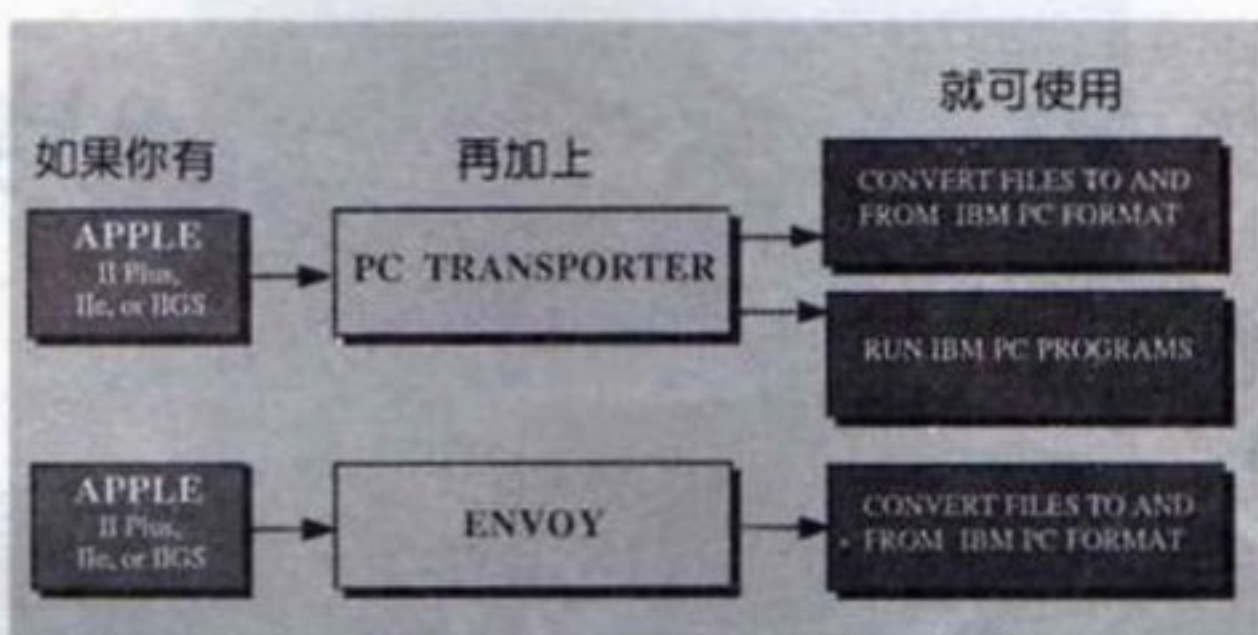 就可使用
如果你有
再加上
APPLE
II Plus,
IIe, or IIGS
PC TRANSPORTER
CONVERT FILES TO AND
FROM IBM PC FORMAT
RUN IBM PC PROGRAMS
APPLE
II Plus,
IIe, or IIGS
ENVOY
CONVERT FILES TO AND
FROM IBM PC FORMAT